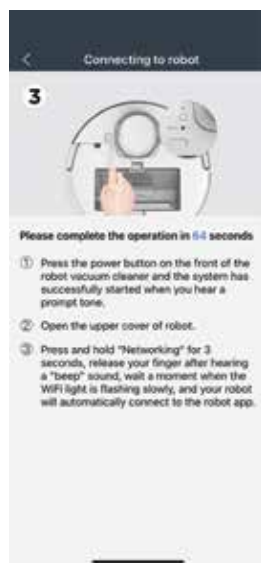 Connecting to robot
3
Please complete the operation in 64 seconds
① Press the power button on the front of the
robot vacuum cleaner and the system has
successfully started when you hear a
prompt tone.
② Open the upper cover of robot.
③ Press and hold "Networking" for 3
seconds, release your finger after hearing
a "beep" sound, wait a moment when the
WiFi light is flashing slowly, and your robot
will automatically connect to the robot app.